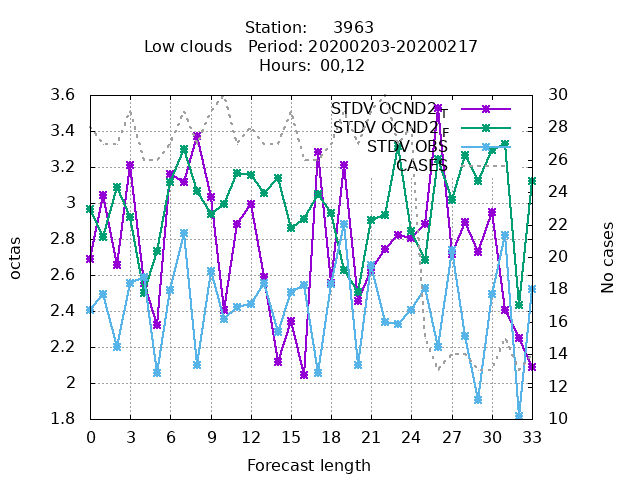 Station: 3963
Low clouds Period: 20200203-20200217
Hours: 00,12
STDV OCND2_T
STDV OCND2_F
STDV OBS
CASES
octas
No cases
3.6
3.4
3.2
3
2.8
2.6
2.4
2.2
2
1.8
30
28
26
24
22
20
18
16
14
12
10
0 3 6 9 12 15 18 21 24 27 30 33
Forecast length